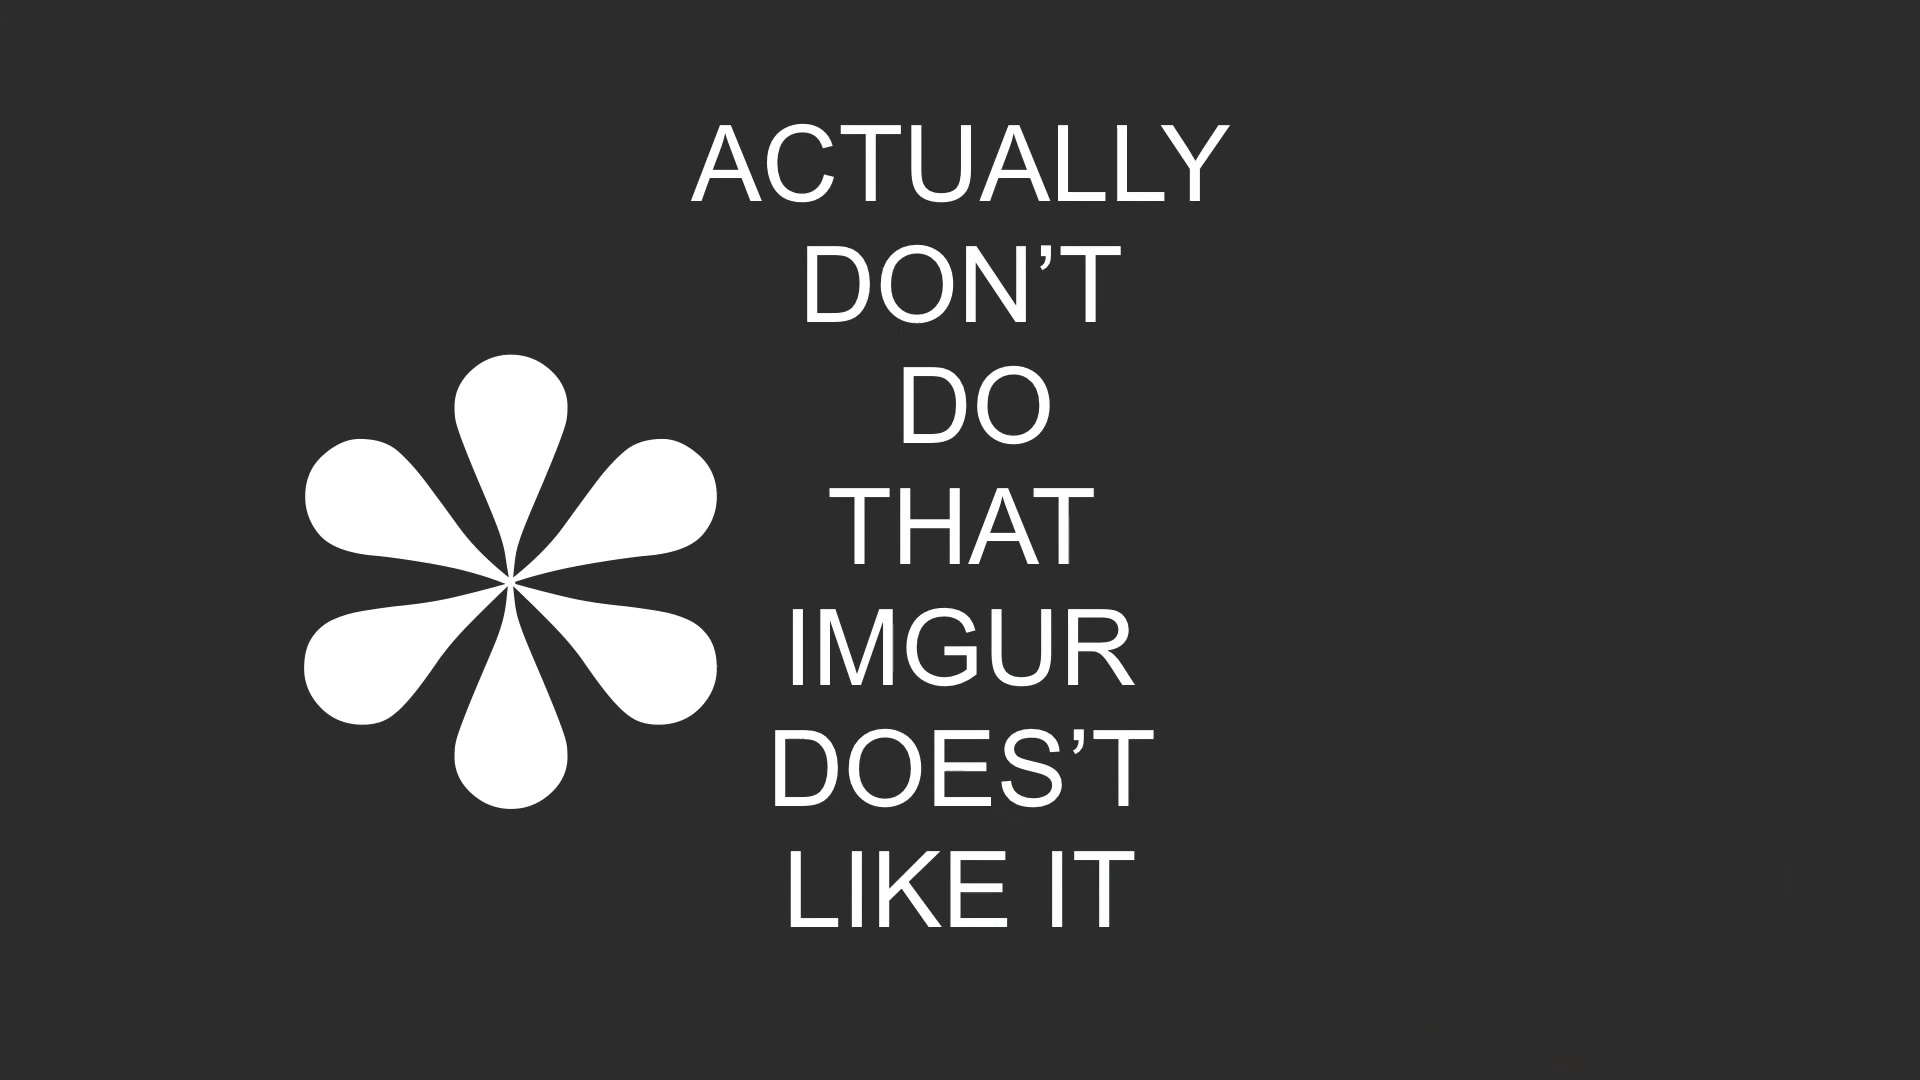 ACTUALLY
DON’T
DO
THAT
* IMGUR
DOES’T
LIKE IT